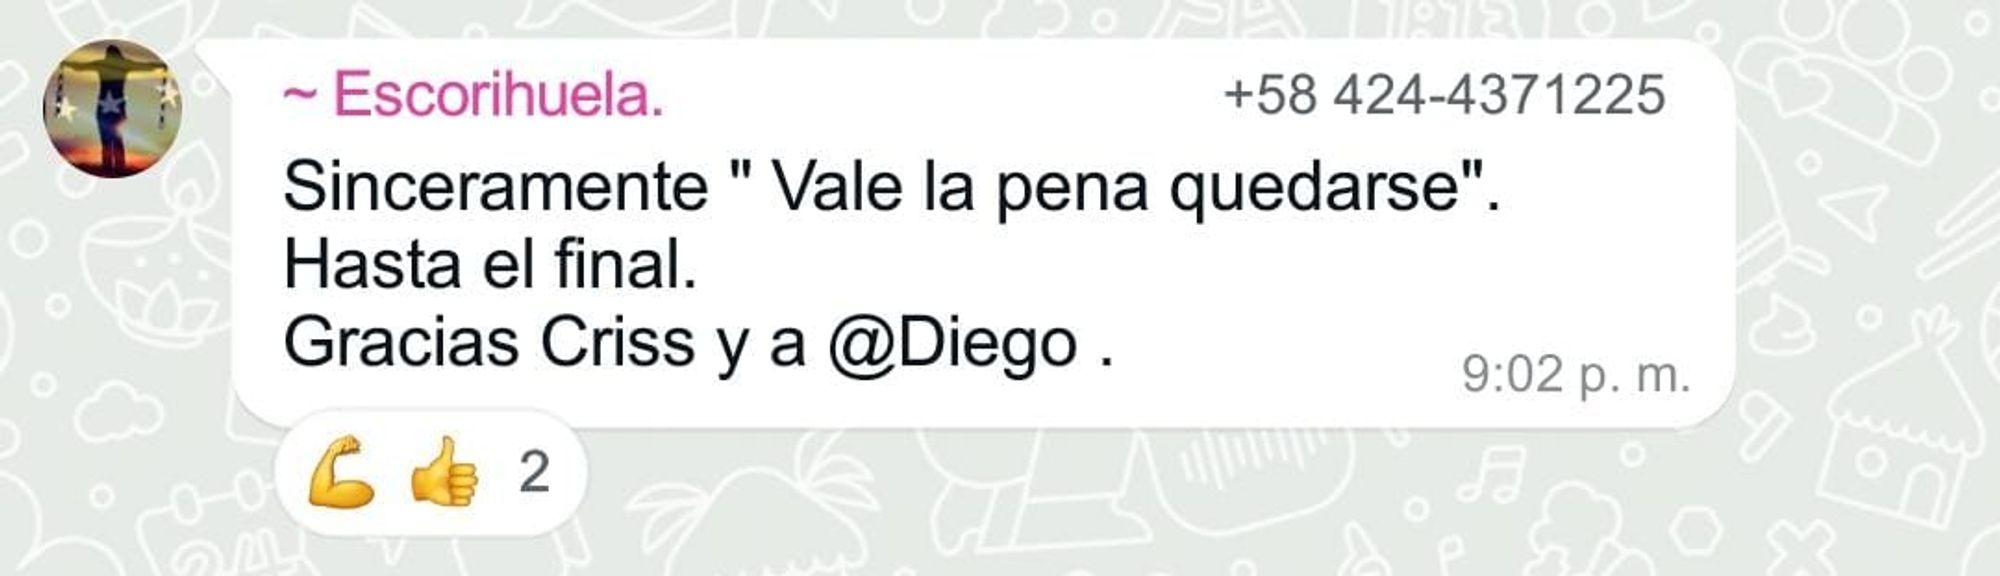 ~ Escorihuela. +58 424-4371225
Sinceramente " Vale la pena quedarse".
Hasta el final.
Gracias Criss y a @Diego .
9:02 p. m.
💪 👍 2